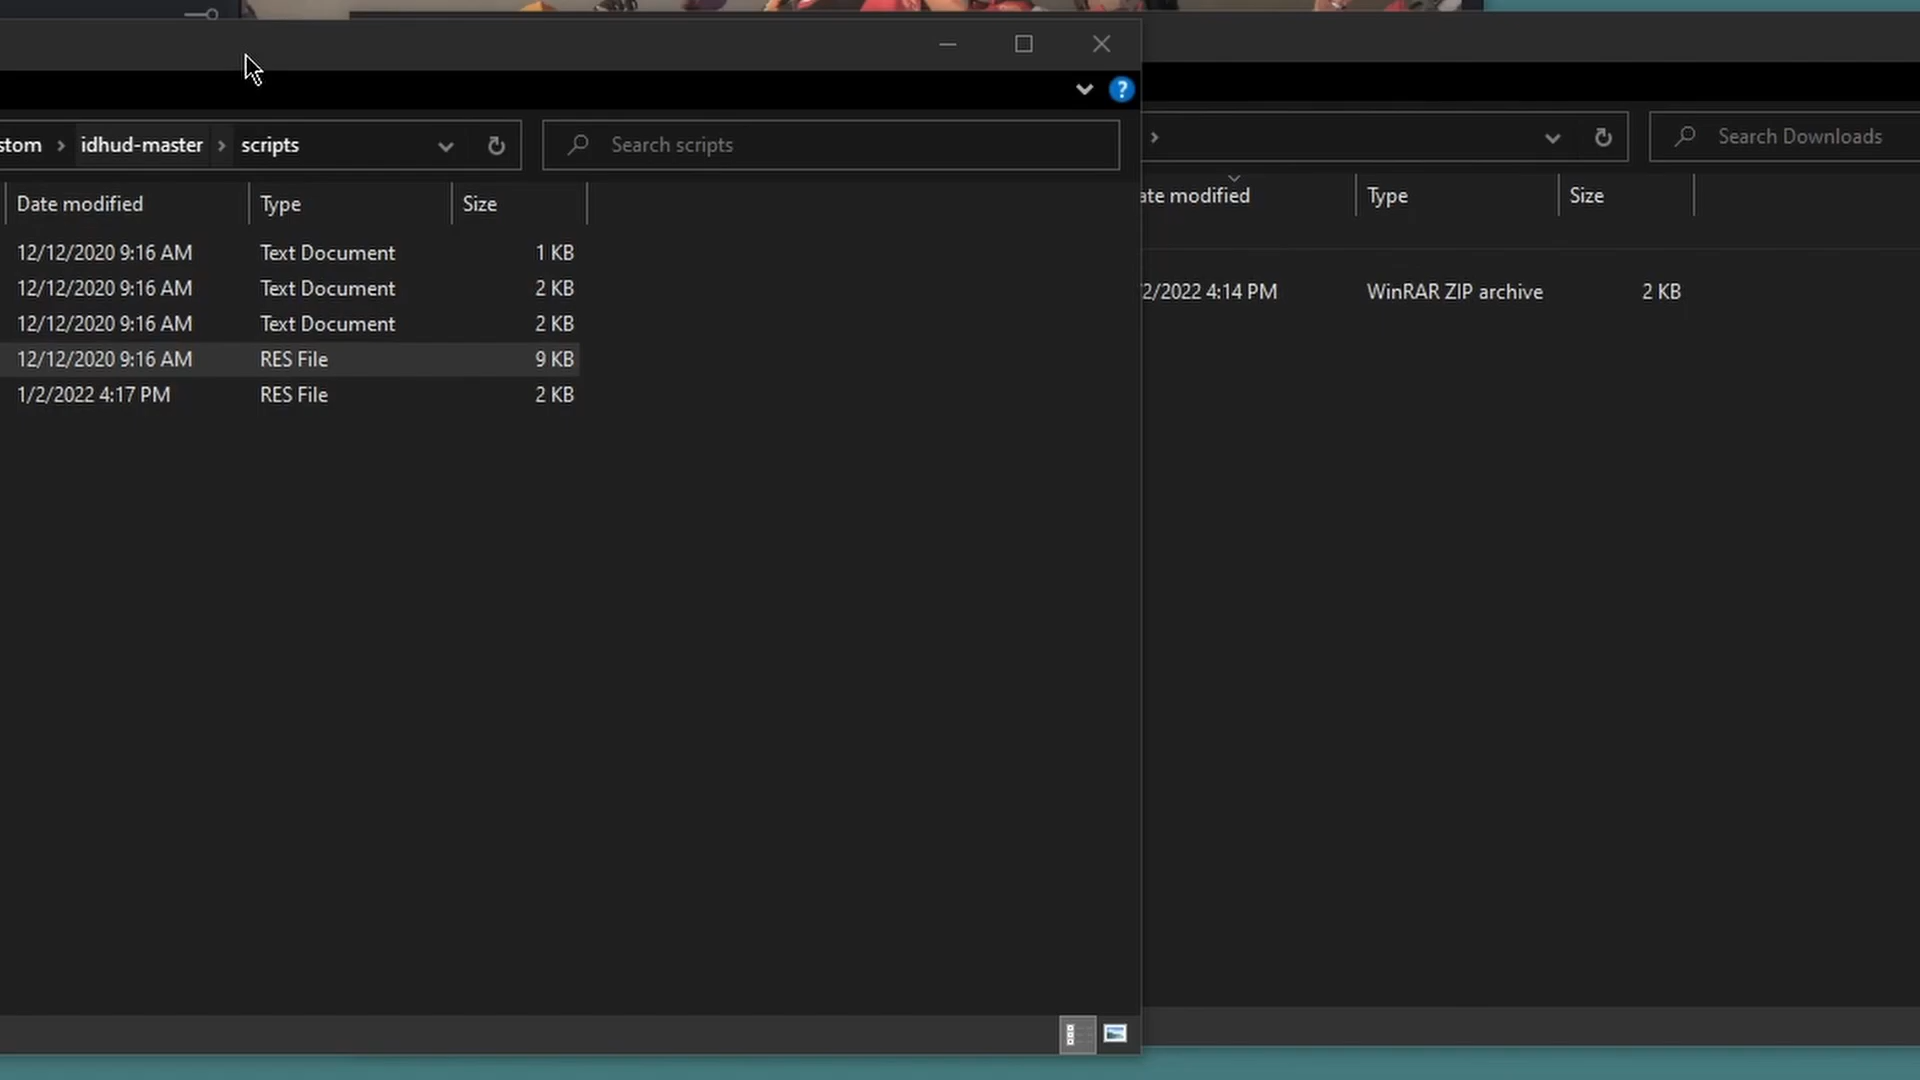 ?
stom › idhud-master › scripts
Search scripts
Date modified Type Size
12/12/2020 9:16 AM Text Document 1 KB
12/12/2020 9:16 AM Text Document 2 KB
12/12/2020 9:16 AM Text Document 2 KB
12/12/2020 9:16 AM RES File 9 KB
1/2/2022 4:17 PM RES File 2 KB
› Search Downloads
ate modified Type Size
/2/2022 4:14 PM WinRAR ZIP archive 2 KB